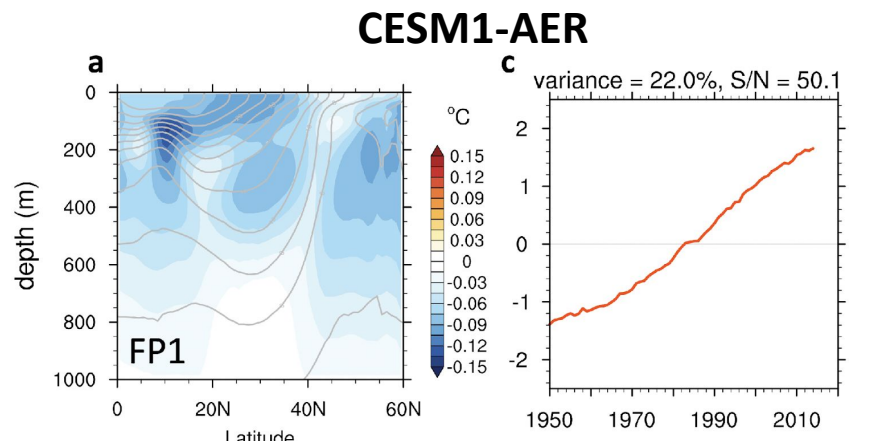 CESM1-AER
a
c
variance = 22.0%, S/N = 50.1
0
200
400
600
800
1000
depth (m)
FP1
0
20N
40N
60N
Latitude
°C
0.15
0.12
0.09
0.06
0.03
0
-0.03
-0.06
-0.09
-0.12
-0.15
2
1
0
-1
-2
1950
1970
1990
2010